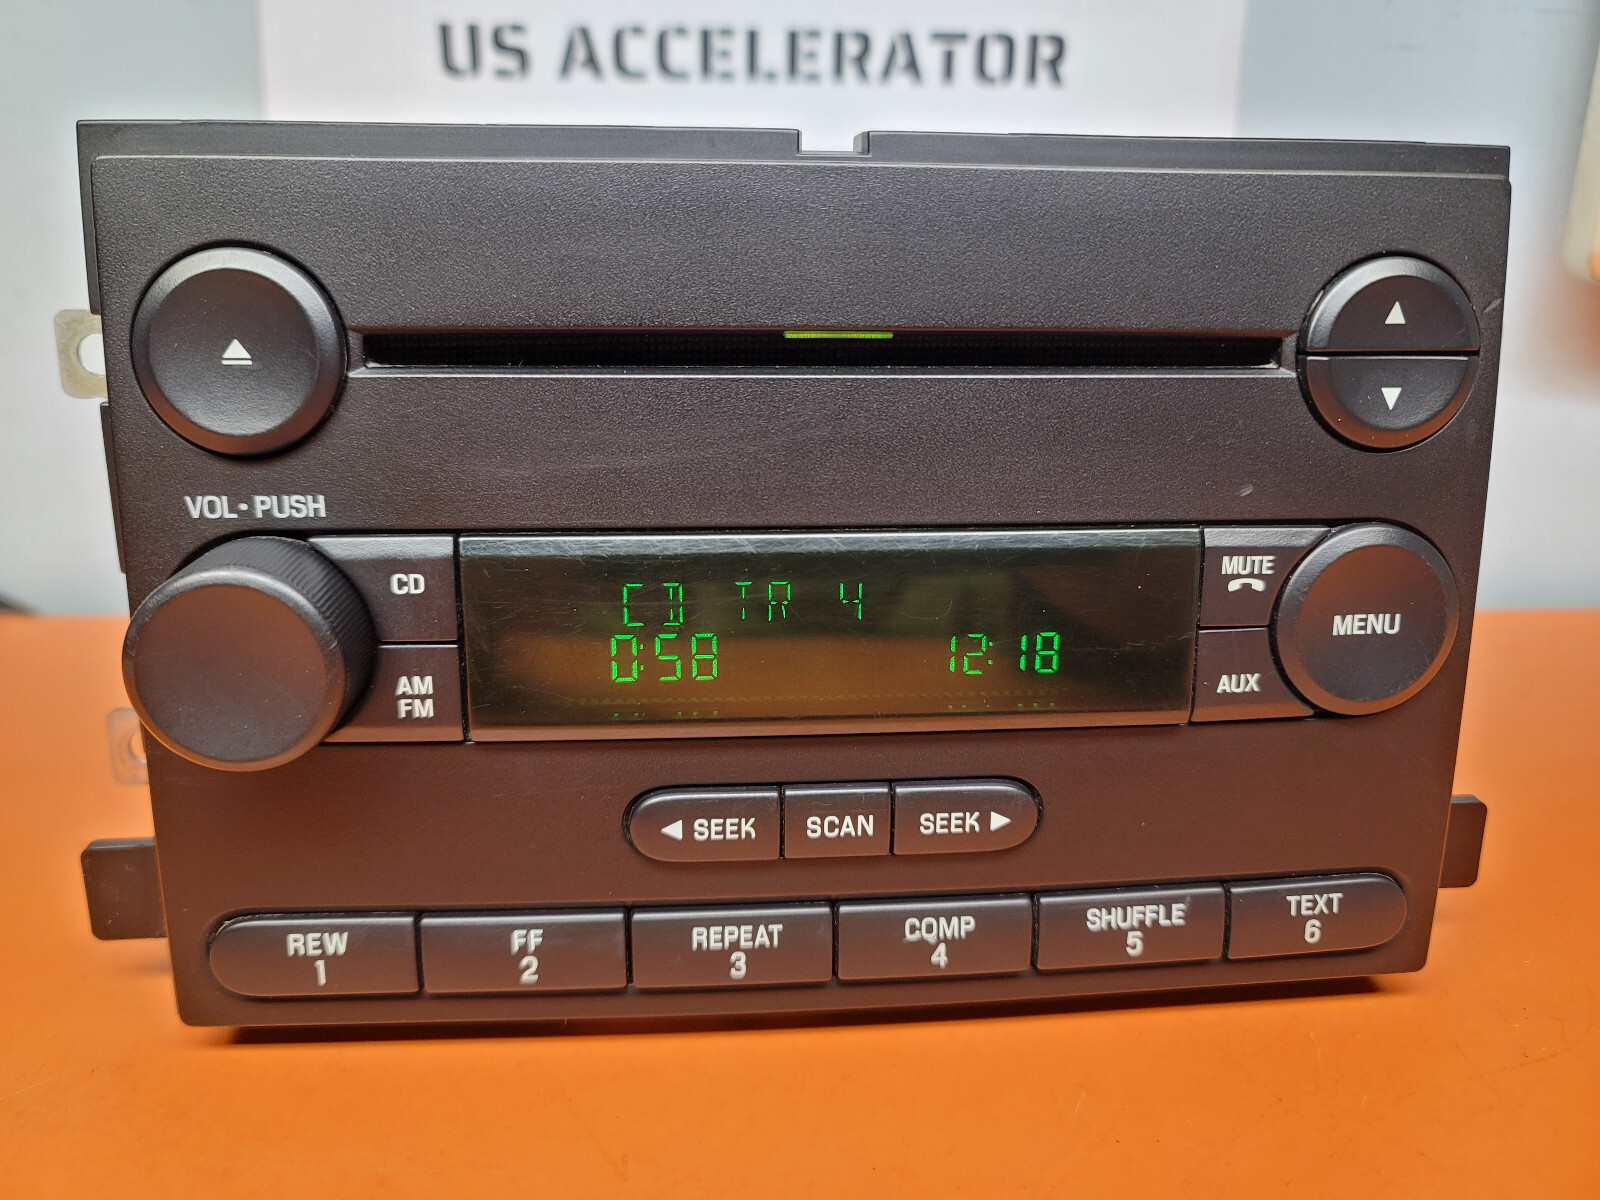 US ACCELERATOR
VOL• PUSH
CD
AM
FM
CD TR 4
0:58
12:18
MUTE
AUX
MENU
◀ SEEK
SCAN
SEEK ▶
REW
1
FF
2
REPEAT
3
COMP
4
SHUFFLE
5
TEXT
6